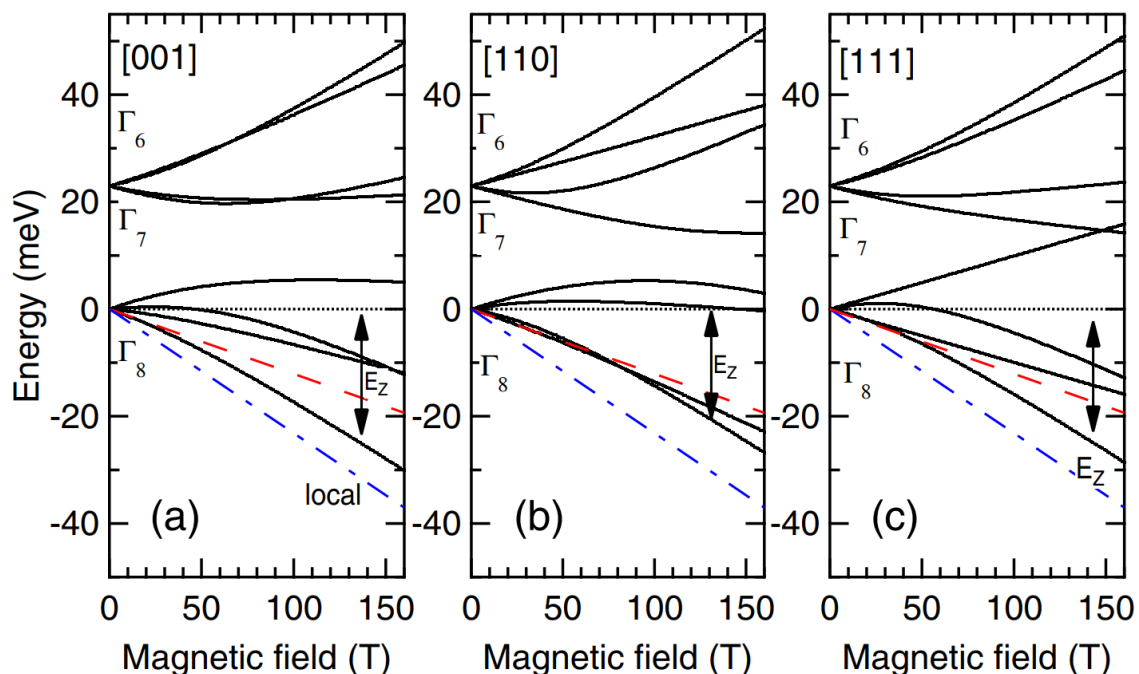 [001]
[110]
[111]
Γ6
Γ6
Γ6
Γ7
Γ7
Γ7
Γ8
Γ8
Γ8
EZ
EZ
EZ
local
(a)
(b)
(c)
Energy (meV)
40
20
0
-20
-40
40
20
0
-20
-40
40
20
0
-20
-40
0 50 100 150
0 50 100 150
0 50 100 150
Magnetic field (T)
Magnetic field (T)
Magnetic field (T)